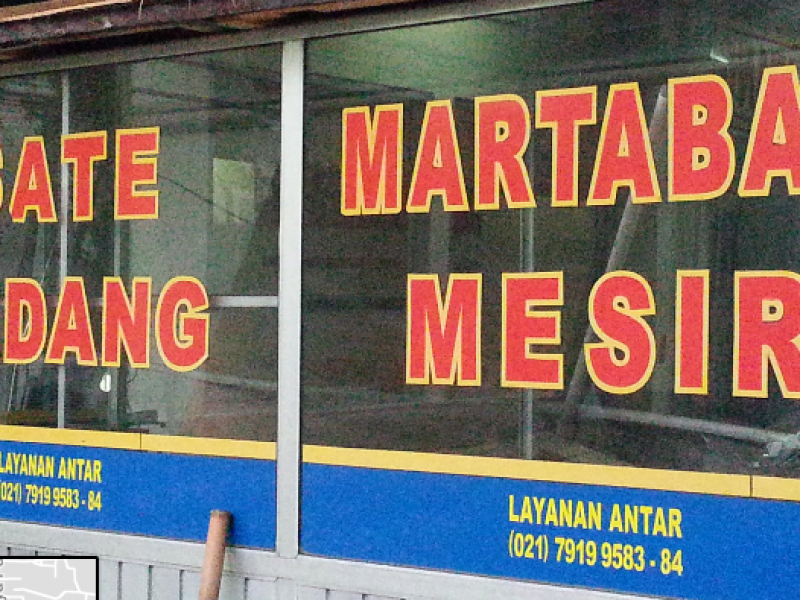 SATE
DANG
LAYANAN ANTAR
(021) 7919 9583 - 84
MARTABA
MESIR
LAYANAN ANTAR
(021) 7919 9583 - 84